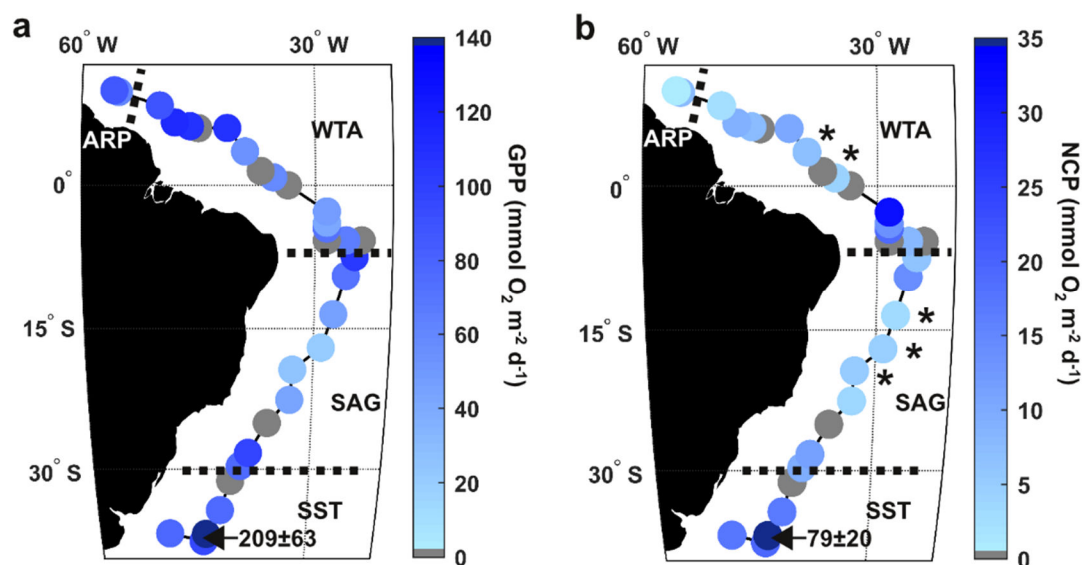 a
60° W
30° W
ARP
WTA
0°
15° S
SAG
30° S
SST
209±63
140
120
100
80
60
40
20
0
GPP (mmol O₂ m⁻² d⁻¹)
b
60° W
30° W
ARP
WTA
*
*
0°
15° S
*
*
*
SAG
30° S
SST
79±20
35
30
25
20
15
10
5
0
NCP (mmol O₂ m⁻² d⁻¹)